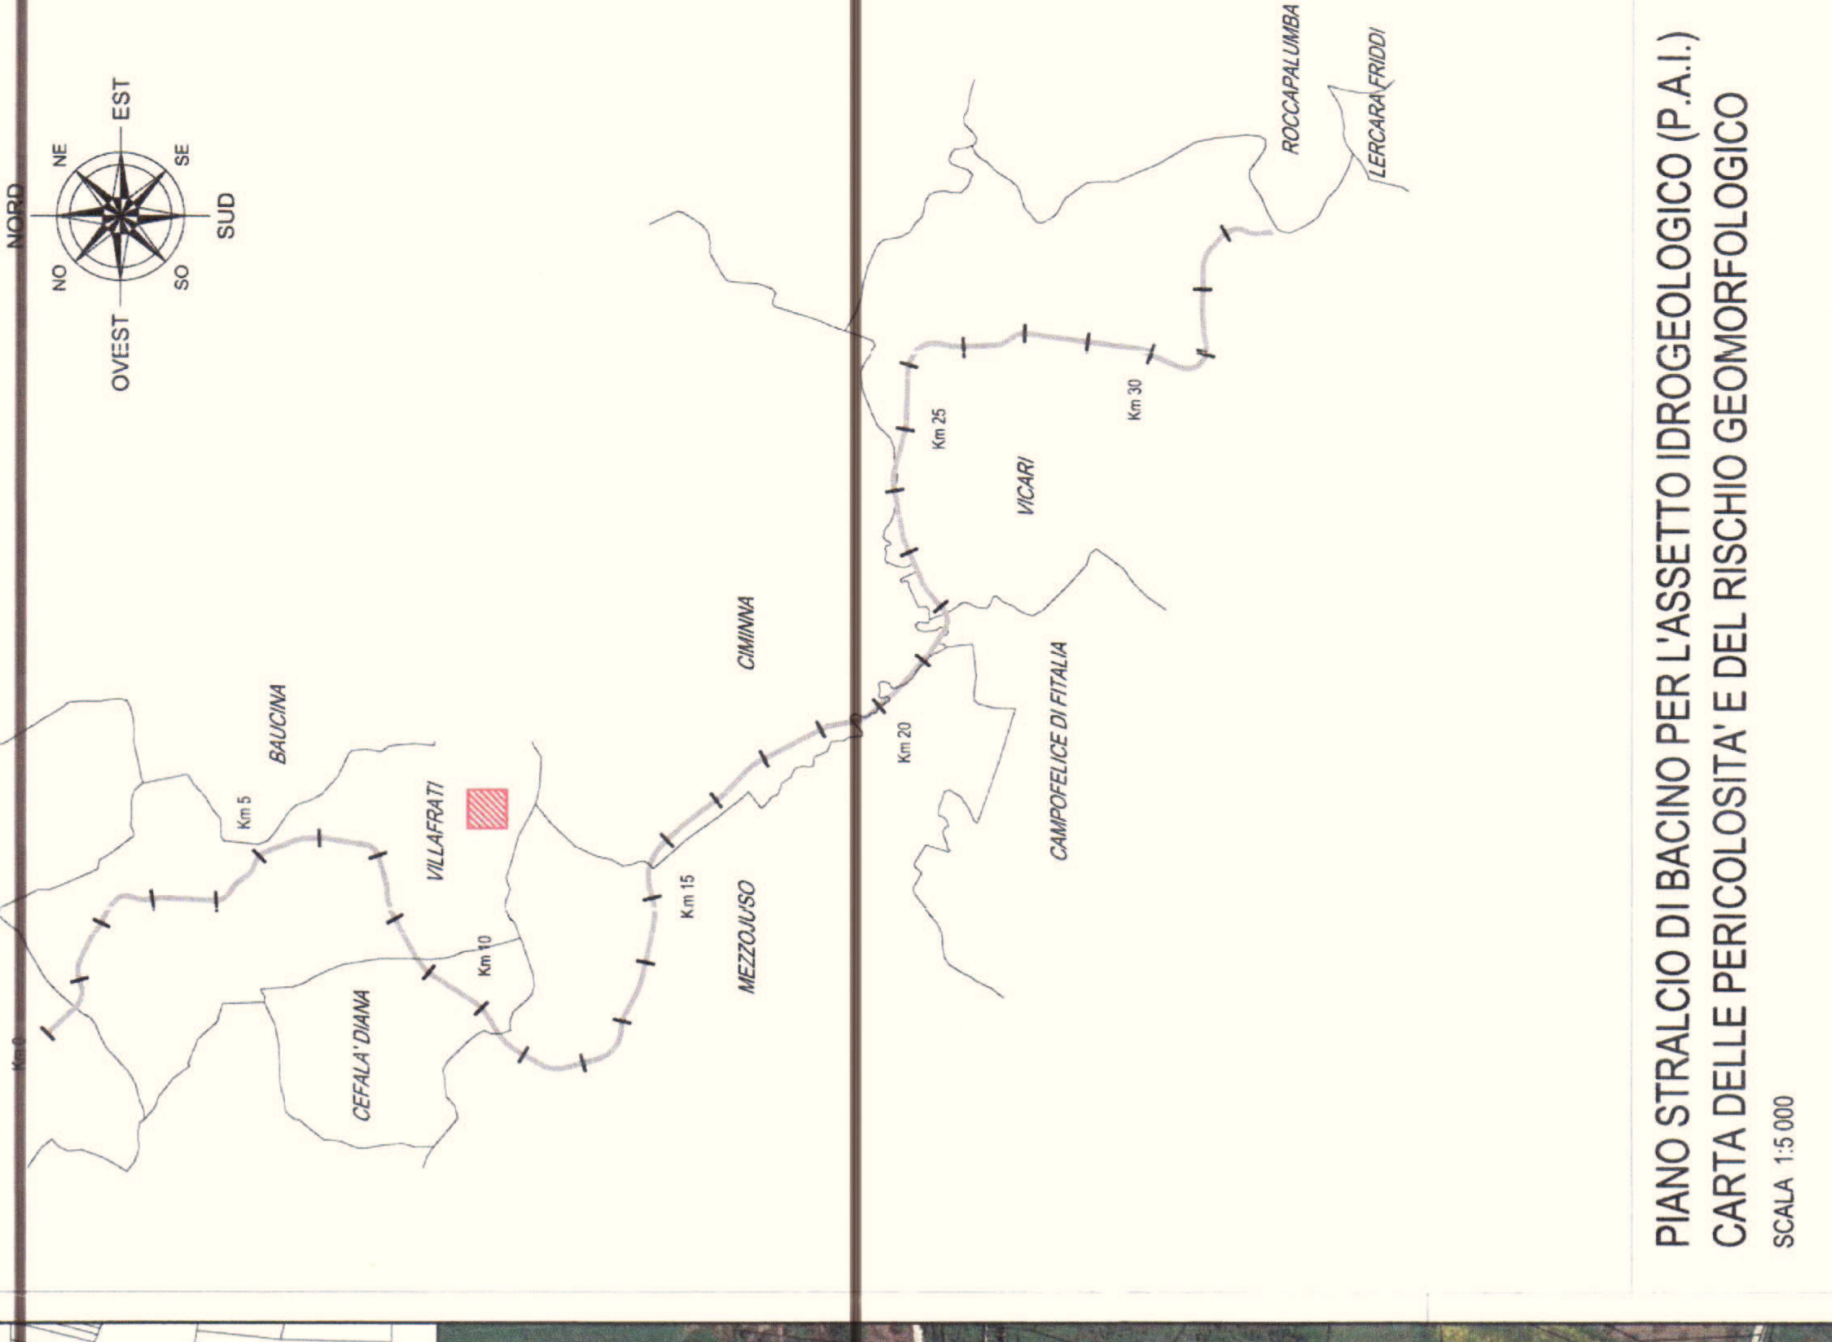 NORD
NO
NE
OVEST
EST
SO
SE
SUD
Km 0
BAUCINA
Km 5
VILLAFRATI
CEFALA' DIANA
Km 10
Km 15
MEZZOJUSO
CIMINNA
Km 20
CAMPOFELICE DI FITALIA
VICARI
Km 25
Km 30
ROCCAPALUMBA
LERCARA FRIDDI
PIANO STRALCIO DI BACINO PER L'ASSETTO IDROGEOLOGICO (P.A.I.)
CARTA DELLE PERICOLOSITA' E DEL RISCHIO GEOMORFOLOGICO
SCALA 1:5 000